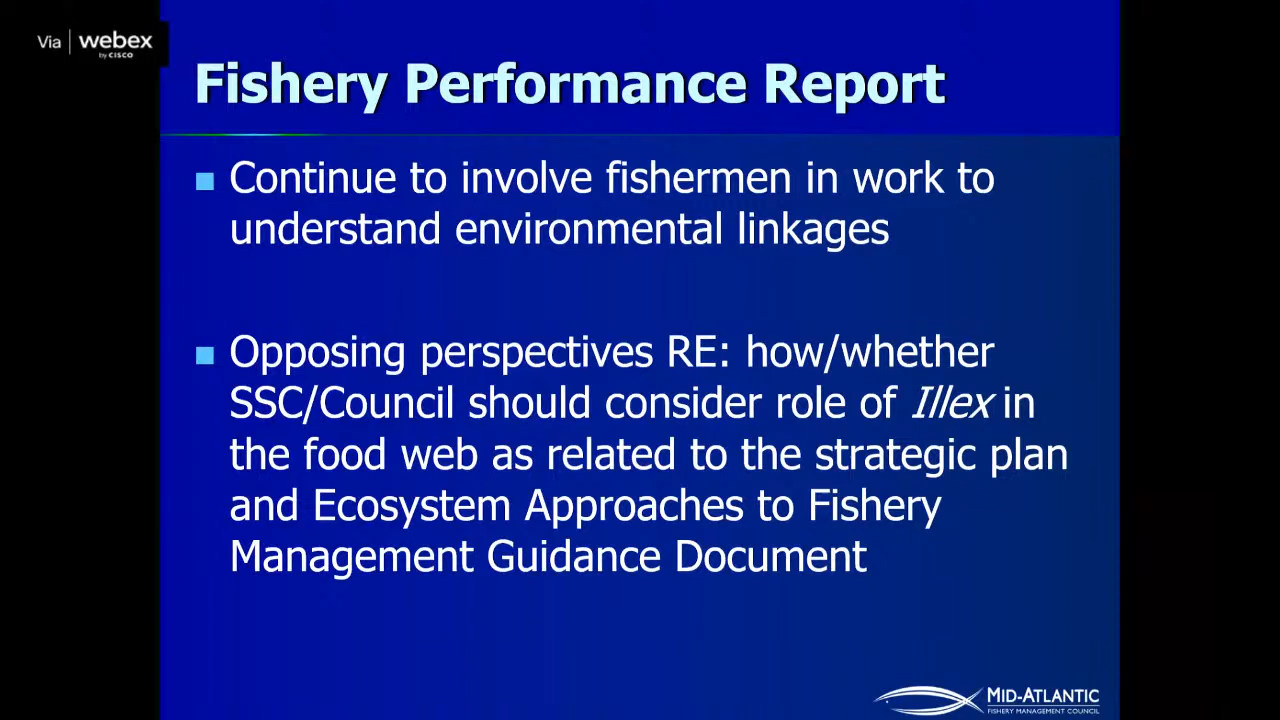 Via webex
by CISCO
Fishery Performance Report
Continue to involve fishermen in work to
understand environmental linkages
Opposing perspectives RE: how/whether
SSC/Council should consider role of Illex in
the food web as related to the strategic plan
and Ecosystem Approaches to Fishery
Management Guidance Document
MID-ATLANTIC
FISHERY MANAGEMENT COUNCIL